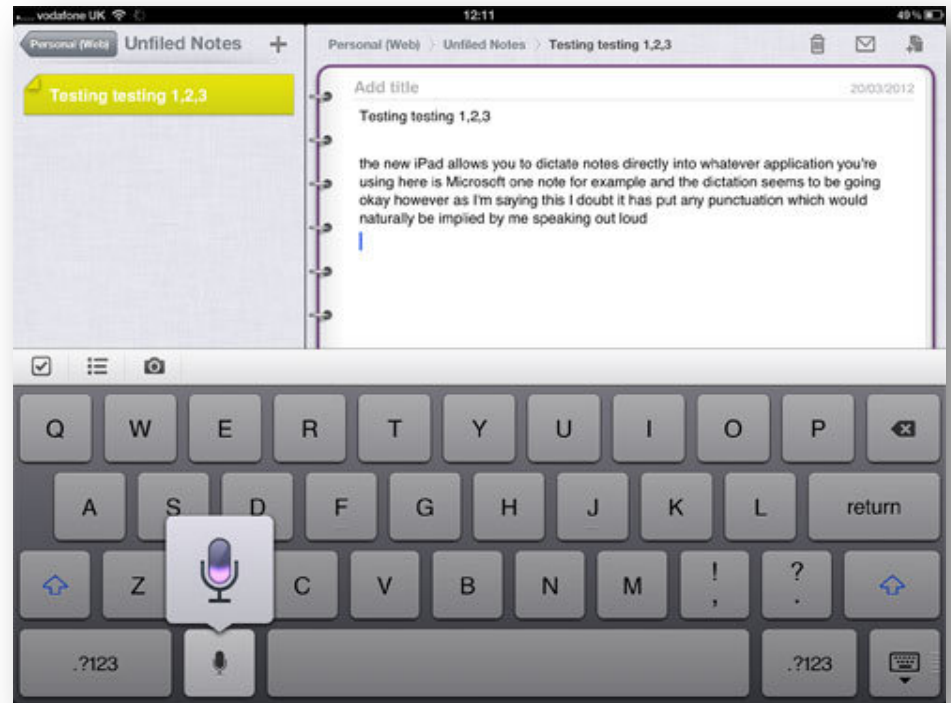 vodafone UK 12:11 49%
Personal (Web) Unfiled Notes +
Testing testing 1,2,3
Personal (Web) Unfiled Notes Testing testing 1,2,3
Add title 20/03/2012
Testing testing 1,2,3
the new iPad allows you to dictate notes directly into whatever application you're
using here is Microsoft one note for example and the dictation seems to be going
okay however as I'm saying this I doubt it has put any punctuation which would
naturally be implied by me speaking out loud
Q W E R T Y U I O P
A S D F G H J K L return
Z C V B N M ! , ? .
.?123 .?123